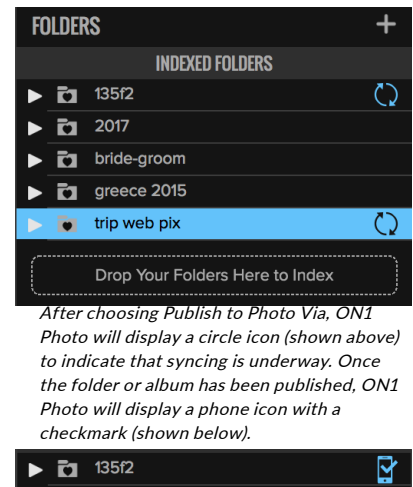 FOLDERS
INDEXED FOLDERS
135f2
2017
bride-groom
greece 2015
trip web pix
Drop Your Folders Here to Index
After choosing Publish to Photo Via, ON1
Photo will display a circle icon (shown above)
to indicate that syncing is underway. Once
the folder or album has been published, ON1
Photo will display a phone icon with a
checkmark (shown below).
135f2